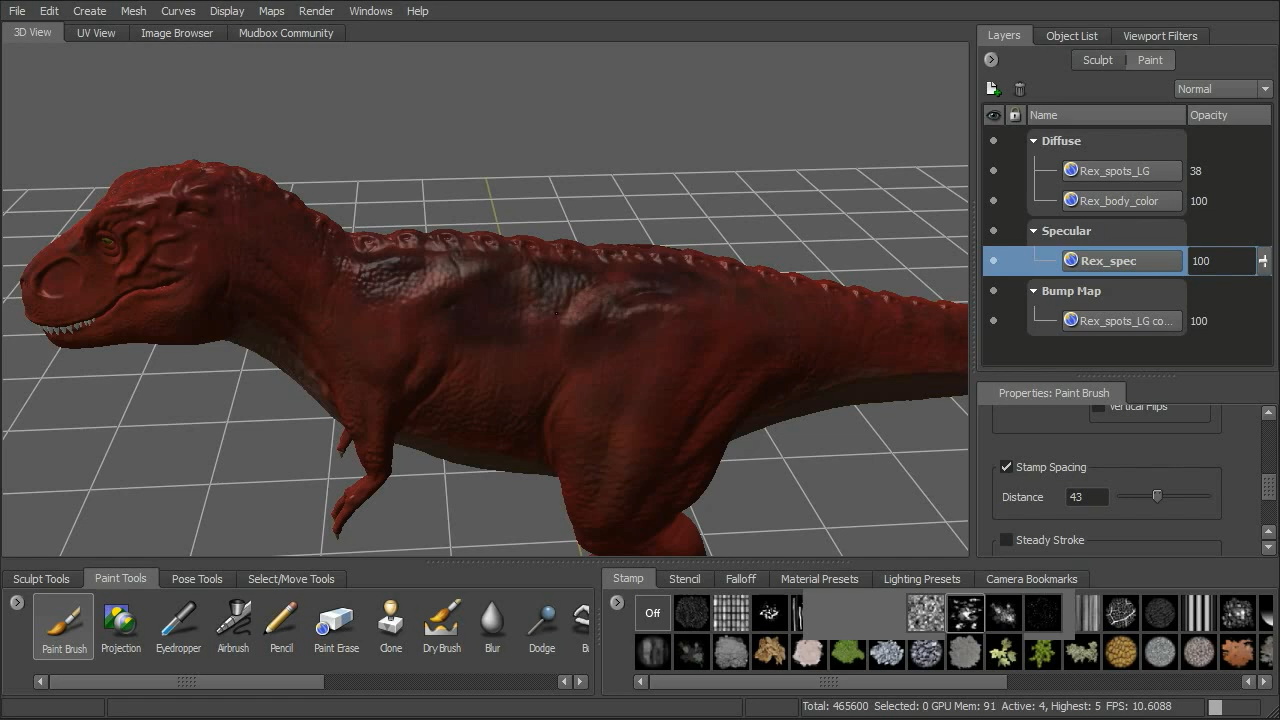 File Edit Create Mesh Curves Display Maps Render Windows Help
3D View UV View Image Browser Mudbox Community
Layers Object List Viewport Filters
Sculpt Paint
Normal
Name Opacity
Diffuse
Rex_spots_LG 38
Rex_body_color 100
Specular
Rex_spec 100
Bump Map
Rex_spots_LG co... 100
Properties: Paint Brush
Vertical Flips
Stamp Spacing
Distance 43
Steady Stroke
Sculpt Tools Paint Tools Pose Tools Select/Move Tools
Stamp Stencil Falloff Material Presets Lighting Presets Camera Bookmarks
Off
Paint Brush Projection Eyedropper Airbrush Pencil Paint Erase Clone Dry Brush Blur Dodge
Total: 465600 Selected: 0 GPU Mem: 91 Active: 4, Highest: 5 FPS: 10.6088